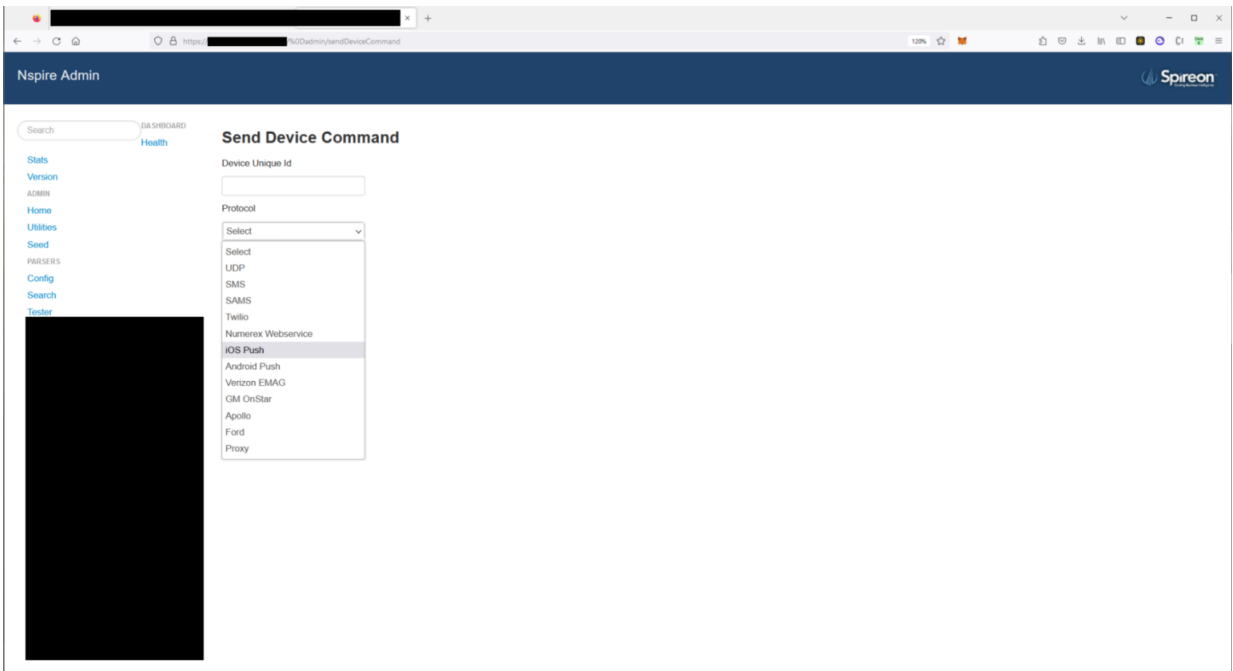 https://
/%0Dadmin/sendDeviceCommand
120%
Nspire Admin
Spireon
Search
Stats
Version
ADMIN
Home
Utilities
Seed
PARSERS
Config
Search
Tester
DASHBOARD
Health
Send Device Command
Device Unique Id
Protocol
Select
Select
UDP
SMS
SAMS
Twilio
Numerex Webservice
iOS Push
Android Push
Verizon EMAG
GM OnStar
Apollo
Ford
Proxy